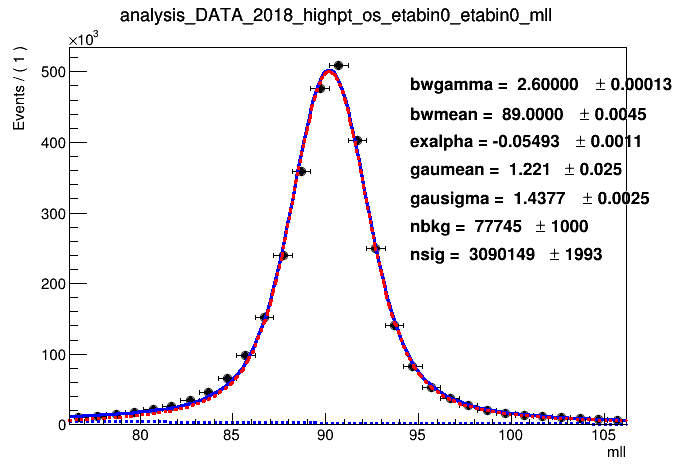 analysis_DATA_2018_highpt_os_etabin0_etabin0_mll
×10³
Events / ( 1 )
500
400
300
200
100
0
bwgamma = 2.60000 ± 0.00013
bwmean = 89.0000 ± 0.0045
exalpha = -0.05493 ± 0.0011
gaumean = 1.221 ± 0.025
gausigma = 1.4377 ± 0.0025
nbkg = 77745 ± 1000
nsig = 3090149 ± 1993
80 85 90 95 100 105
mll